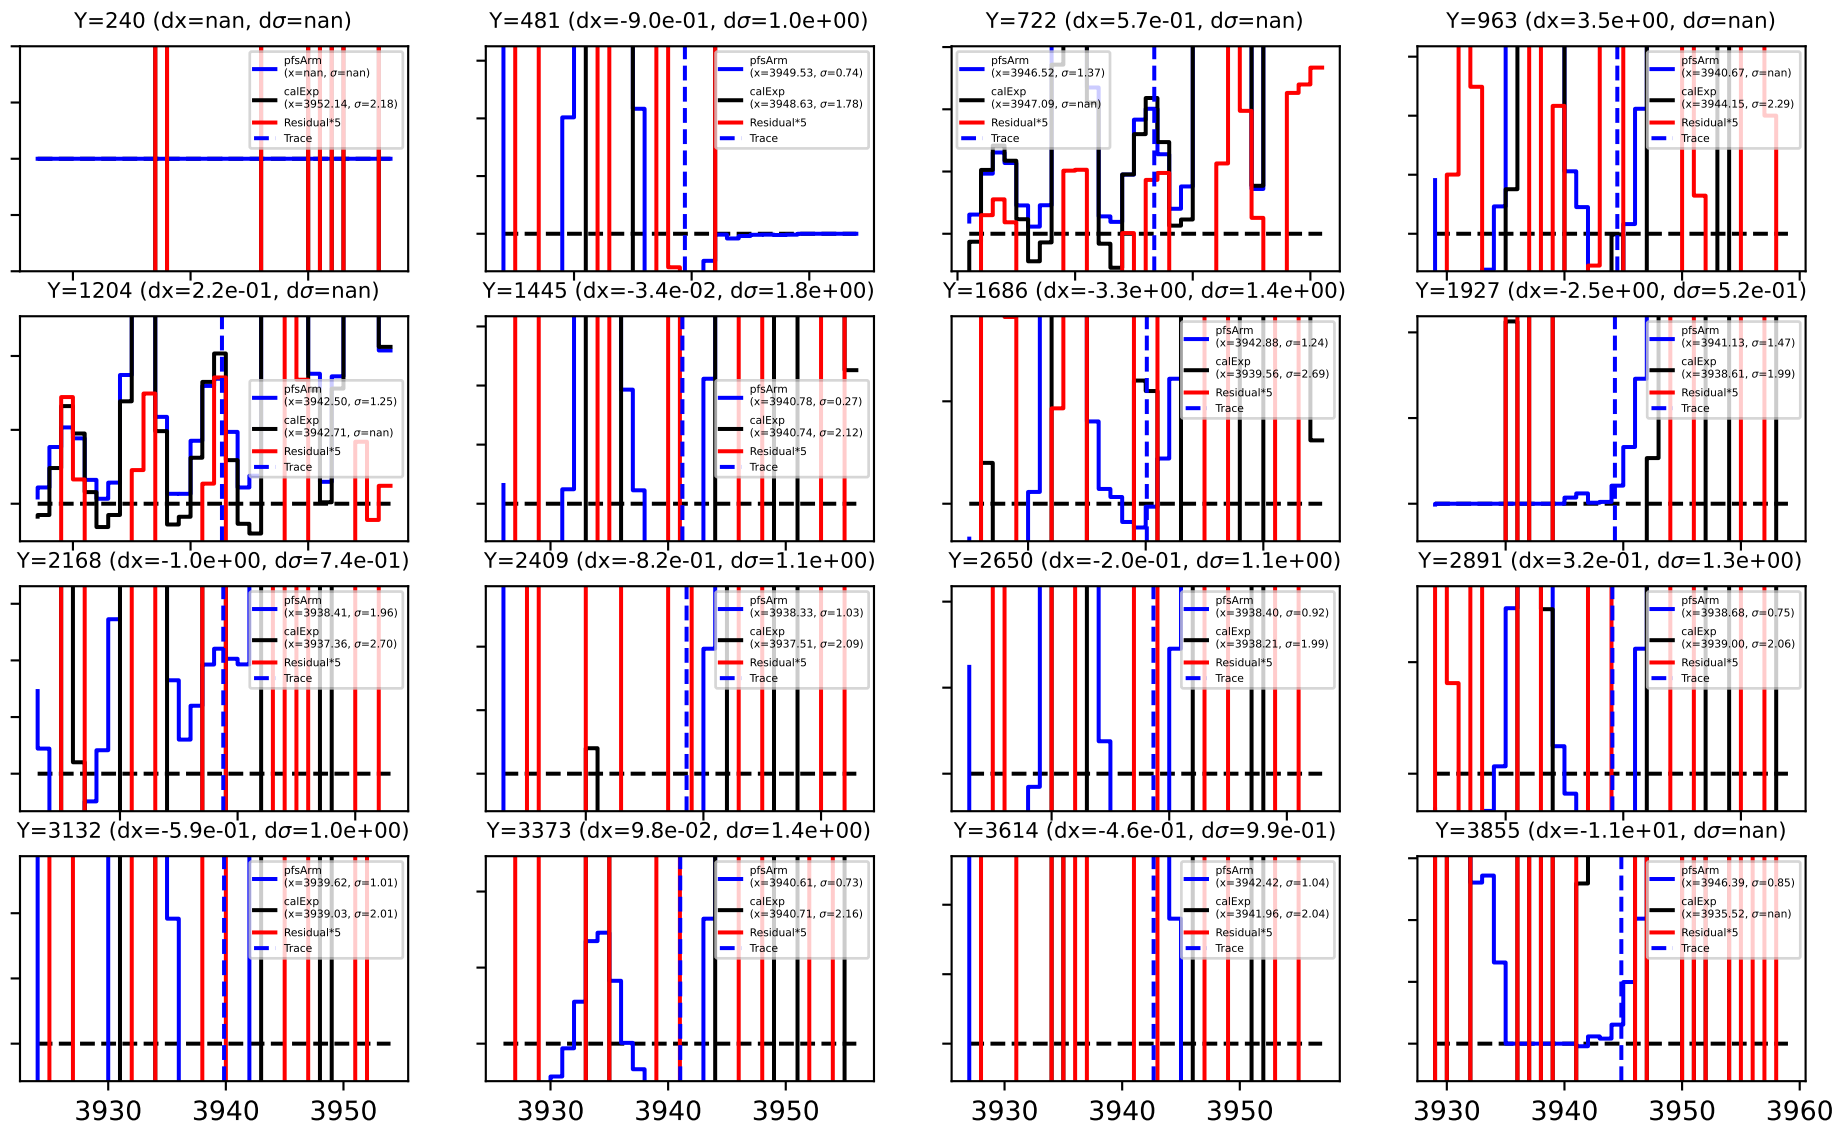 Y=240 (dx=nan, dσ=nan)
pfsArm
(x=nan, σ=nan)
calExp
(x=3952.14, σ=2.18)
Residual*5
Trace
Y=481 (dx=-9.0e-01, dσ=1.0e+00)
pfsArm
(x=3949.53, σ=0.74)
calExp
(x=3948.63, σ=1.78)
Residual*5
Trace
Y=722 (dx=5.7e-01, dσ=nan)
pfsArm
(x=3946.52, σ=1.37)
calExp
(x=3947.09, σ=nan)
Residual*5
Trace
Y=963 (dx=3.5e+00, dσ=nan)
pfsArm
(x=3940.67, σ=nan)
calExp
(x=3944.15, σ=2.29)
Residual*5
Trace
Y=1204 (dx=2.2e-01, dσ=nan)
pfsArm
(x=3942.50, σ=1.25)
calExp
(x=3942.71, σ=nan)
Residual*5
Trace
Y=1445 (dx=-3.4e-02, dσ=1.8e+00)
pfsArm
(x=3940.78, σ=0.27)
calExp
(x=3940.74, σ=2.12)
Residual*5
Trace
Y=1686 (dx=-3.3e+00, dσ=1.4e+00)
pfsArm
(x=3942.88, σ=1.24)
calExp
(x=3939.56, σ=2.69)
Residual*5
Trace
Y=1927 (dx=-2.5e+00, dσ=5.2e-01)
pfsArm
(x=3941.13, σ=1.47)
calExp
(x=3938.61, σ=1.99)
Residual*5
Trace
Y=2168 (dx=-1.0e+00, dσ=7.4e-01)
pfsArm
(x=3938.41, σ=1.96)
calExp
(x=3937.36, σ=2.70)
Residual*5
Trace
Y=2409 (dx=-8.2e-01, dσ=1.1e+00)
pfsArm
(x=3938.33, σ=1.03)
calExp
(x=3937.51, σ=2.09)
Residual*5
Trace
Y=2650 (dx=-2.0e-01, dσ=1.1e+00)
pfsArm
(x=3938.40, σ=0.92)
calExp
(x=3938.21, σ=1.99)
Residual*5
Trace
Y=2891 (dx=3.2e-01, dσ=1.3e+00)
pfsArm
(x=3938.68, σ=0.75)
calExp
(x=3939.00, σ=2.06)
Residual*5
Trace
Y=3132 (dx=-5.9e-01, dσ=1.0e+00)
pfsArm
(x=3939.62, σ=1.01)
calExp
(x=3939.03, σ=2.01)
Residual*5
Trace
Y=3373 (dx=9.8e-02, dσ=1.4e+00)
pfsArm
(x=3940.61, σ=0.73)
calExp
(x=3940.71, σ=2.16)
Residual*5
Trace
Y=3614 (dx=-4.6e-01, dσ=9.9e-01)
pfsArm
(x=3942.42, σ=1.04)
calExp
(x=3941.96, σ=2.04)
Residual*5
Trace
Y=3855 (dx=-1.1e+01, dσ=nan)
pfsArm
(x=3946.39, σ=0.85)
calExp
(x=3935.52, σ=nan)
Residual*5
Trace
3930 3940 3950
3930 3940 3950
3930 3940 3950
3930 3940 3950 3960